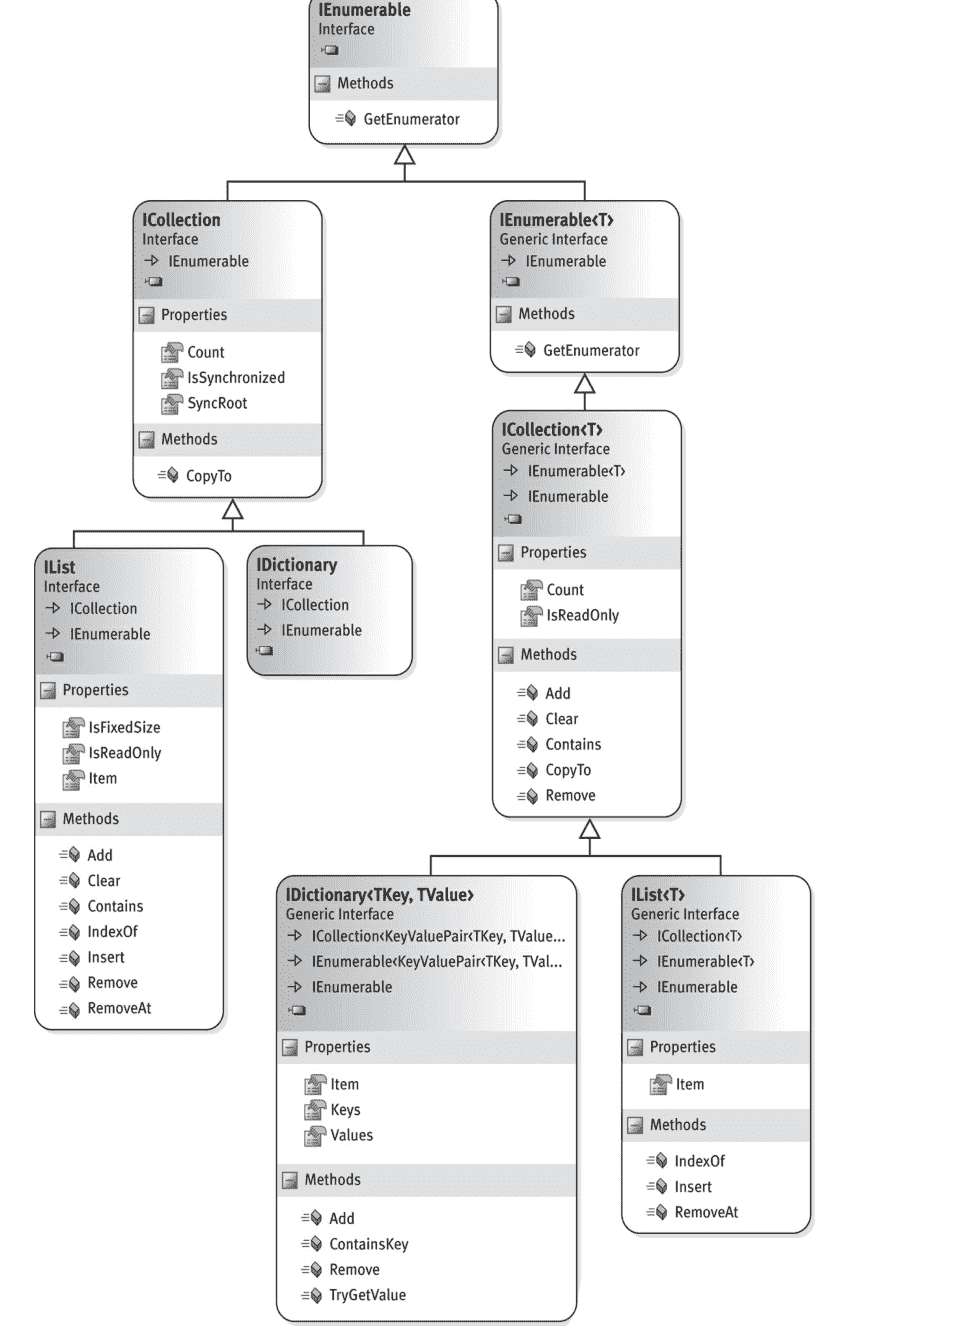 IEnumerable
Interface
Methods
GetEnumerator
ICollection
Interface
IEnumerable
Properties
Count
IsSynchronized
SyncRoot
Methods
CopyTo
IEnumerable<T>
Generic Interface
IEnumerable
Methods
GetEnumerator
ICollection<T>
Generic Interface
IEnumerable<T>
IEnumerable
Properties
Count
IsReadOnly
Methods
Add
Clear
Contains
CopyTo
Remove
IList
Interface
ICollection
IEnumerable
Properties
IsFixedSize
IsReadOnly
Item
Methods
Add
Clear
Contains
IndexOf
Insert
Remove
RemoveAt
IDictionary
Interface
ICollection
IEnumerable
IDictionary<TKey, TValue>
Generic Interface
ICollection<KeyValuePair<TKey, TValue...
IEnumerable<KeyValuePair<TKey, TVal...
IEnumerable
Properties
Item
Keys
Values
Methods
Add
ContainsKey
Remove
TryGetValue
IList<T>
Generic Interface
ICollection<T>
IEnumerable<T>
IEnumerable
Properties
Item
Methods
IndexOf
Insert
RemoveAt